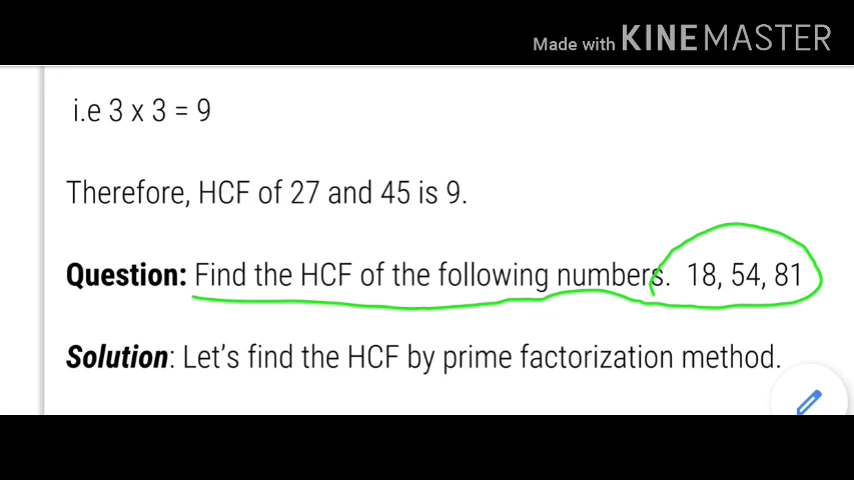 Made with KINEMASTER
i.e 3 x 3 = 9
Therefore, HCF of 27 and 45 is 9.
Question: Find the HCF of the following numbers. 18, 54, 81
Solution: Let's find the HCF by prime factorization method.